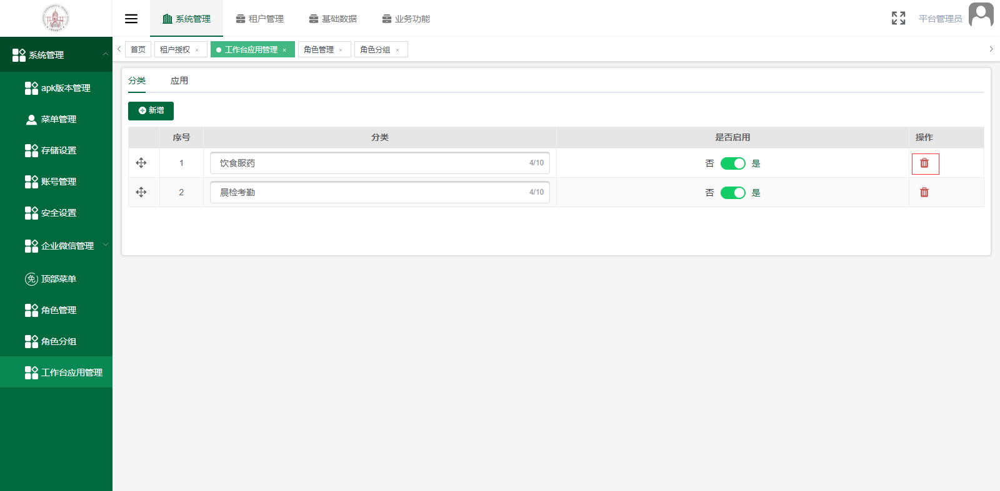 系统管理
租户管理
基础数据
业务功能
平台管理员
首页
租户授权 ×
工作台应用管理 ×
角色管理 ×
角色分组 ×
系统管理
apk版本管理
菜单管理
存储设置
账号管理
安全设置
企业微信管理
免 顶部菜单
角色管理
角色分组
工作台应用管理
分类
应用
新增
序号 分类 是否启用 操作
1 饮食服药 4/10 否 是
2 晨检考勤 4/10 否 是